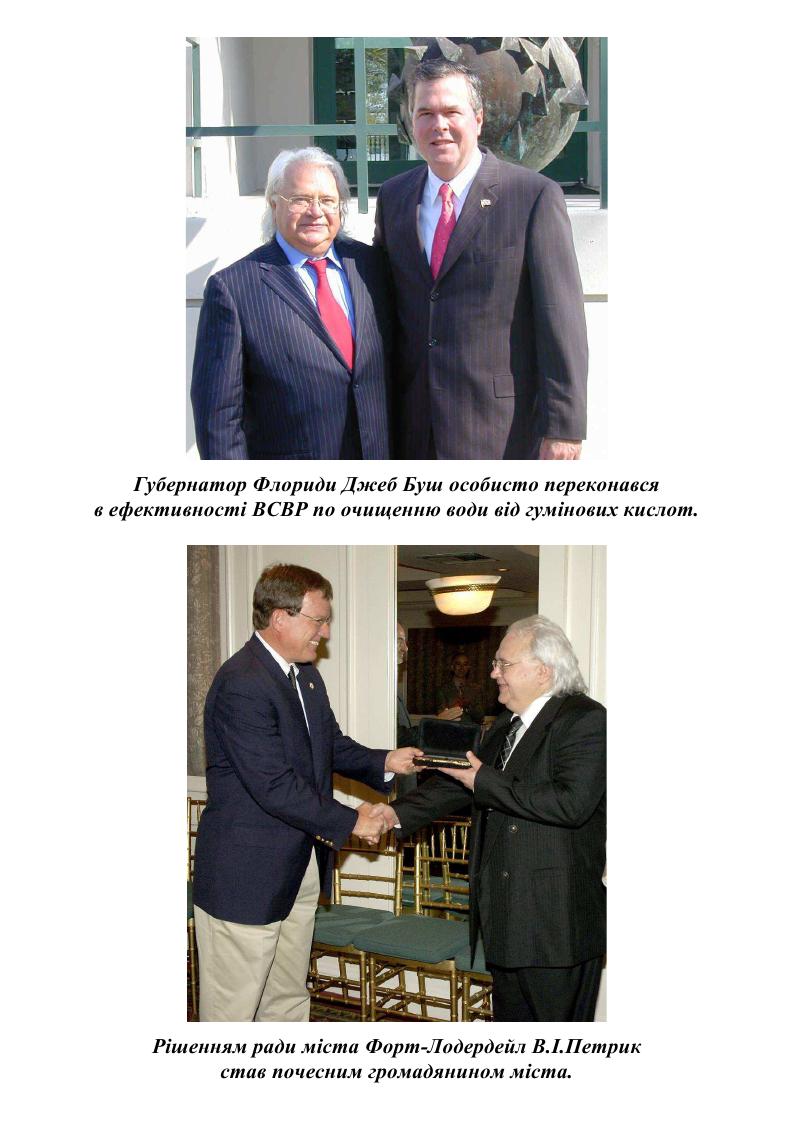 Губернатор Флориди Джеб Буш особисто переконався
в ефективності ВСВР по очищенню води від гумінових кислот.
Рішенням ради міста Форт-Лодердейл В.І.Петрик
став почесним громадянином міста.